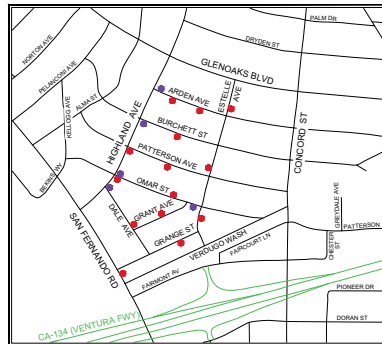 PALM DR
NORTON AVE
DRYDEN ST
PELANCONI AVE
GLENOAKS BLVD
ESTELLE
AVE
ARDEN AVE
ALMA ST
KELLOGG AVE
BURCHETT ST
HIGHLAND AVE
CONCORD ST
PATTERSON AVE
BEKINS WY
OMAR ST
GREYDALE AVE
GRANT AVE
DALE AVE
SAN FERNANDO RD
GRANGE ST
VERDUGO WASH
PATTERSON
CHESTER
ST
FAIRCOURT LN
FAIRMONT AV
PIONEER DR
CA-134 (VENTURA FWY)
DORAN ST